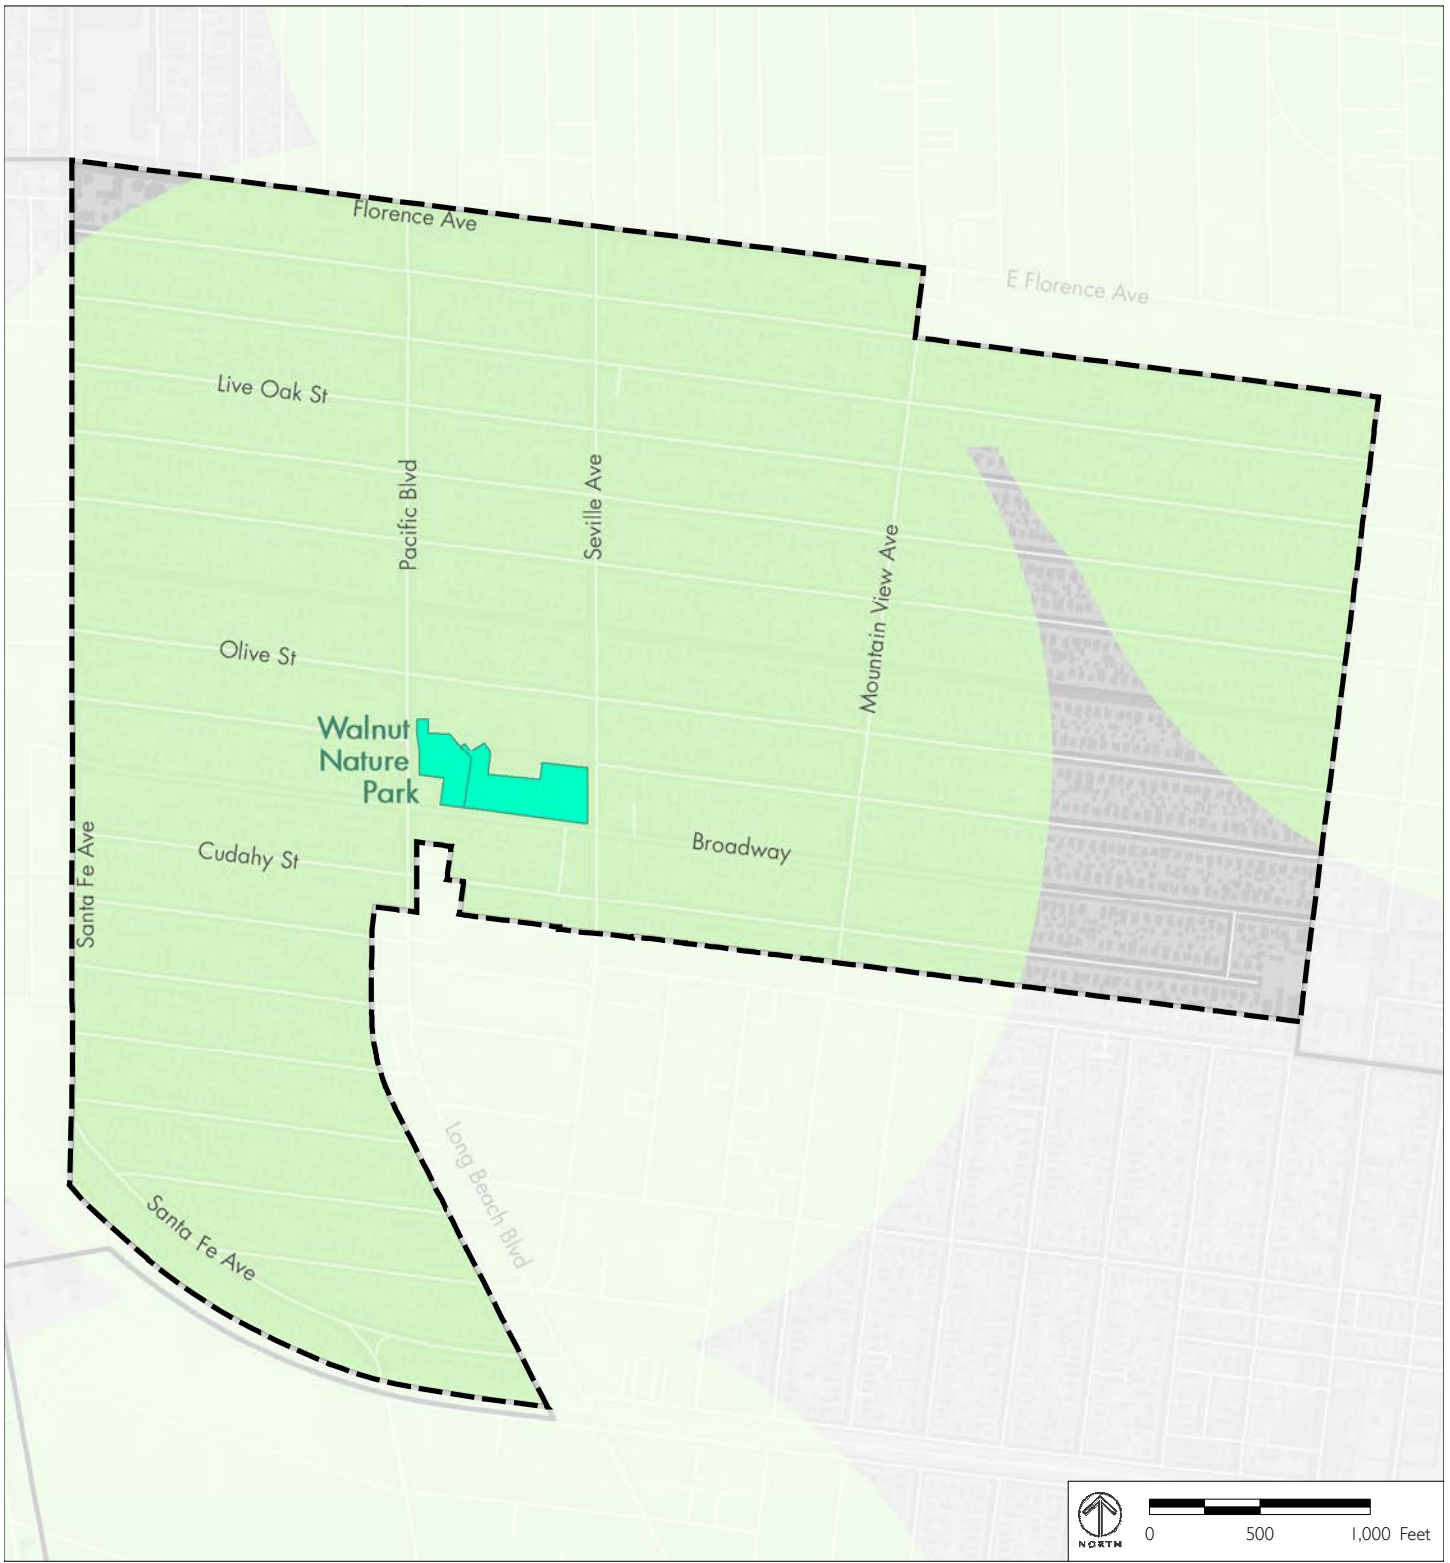 Florence Ave
E Florence Ave
Live Oak St
Pacific Blvd
Seville Ave
Mountain View Ave
Olive St
Walnut
Nature
Park
Broadway
Cudahy St
Santa Fe Ave
Long Beach Blvd
Santa Fe Ave
NORTH
0 500 1,000 Feet